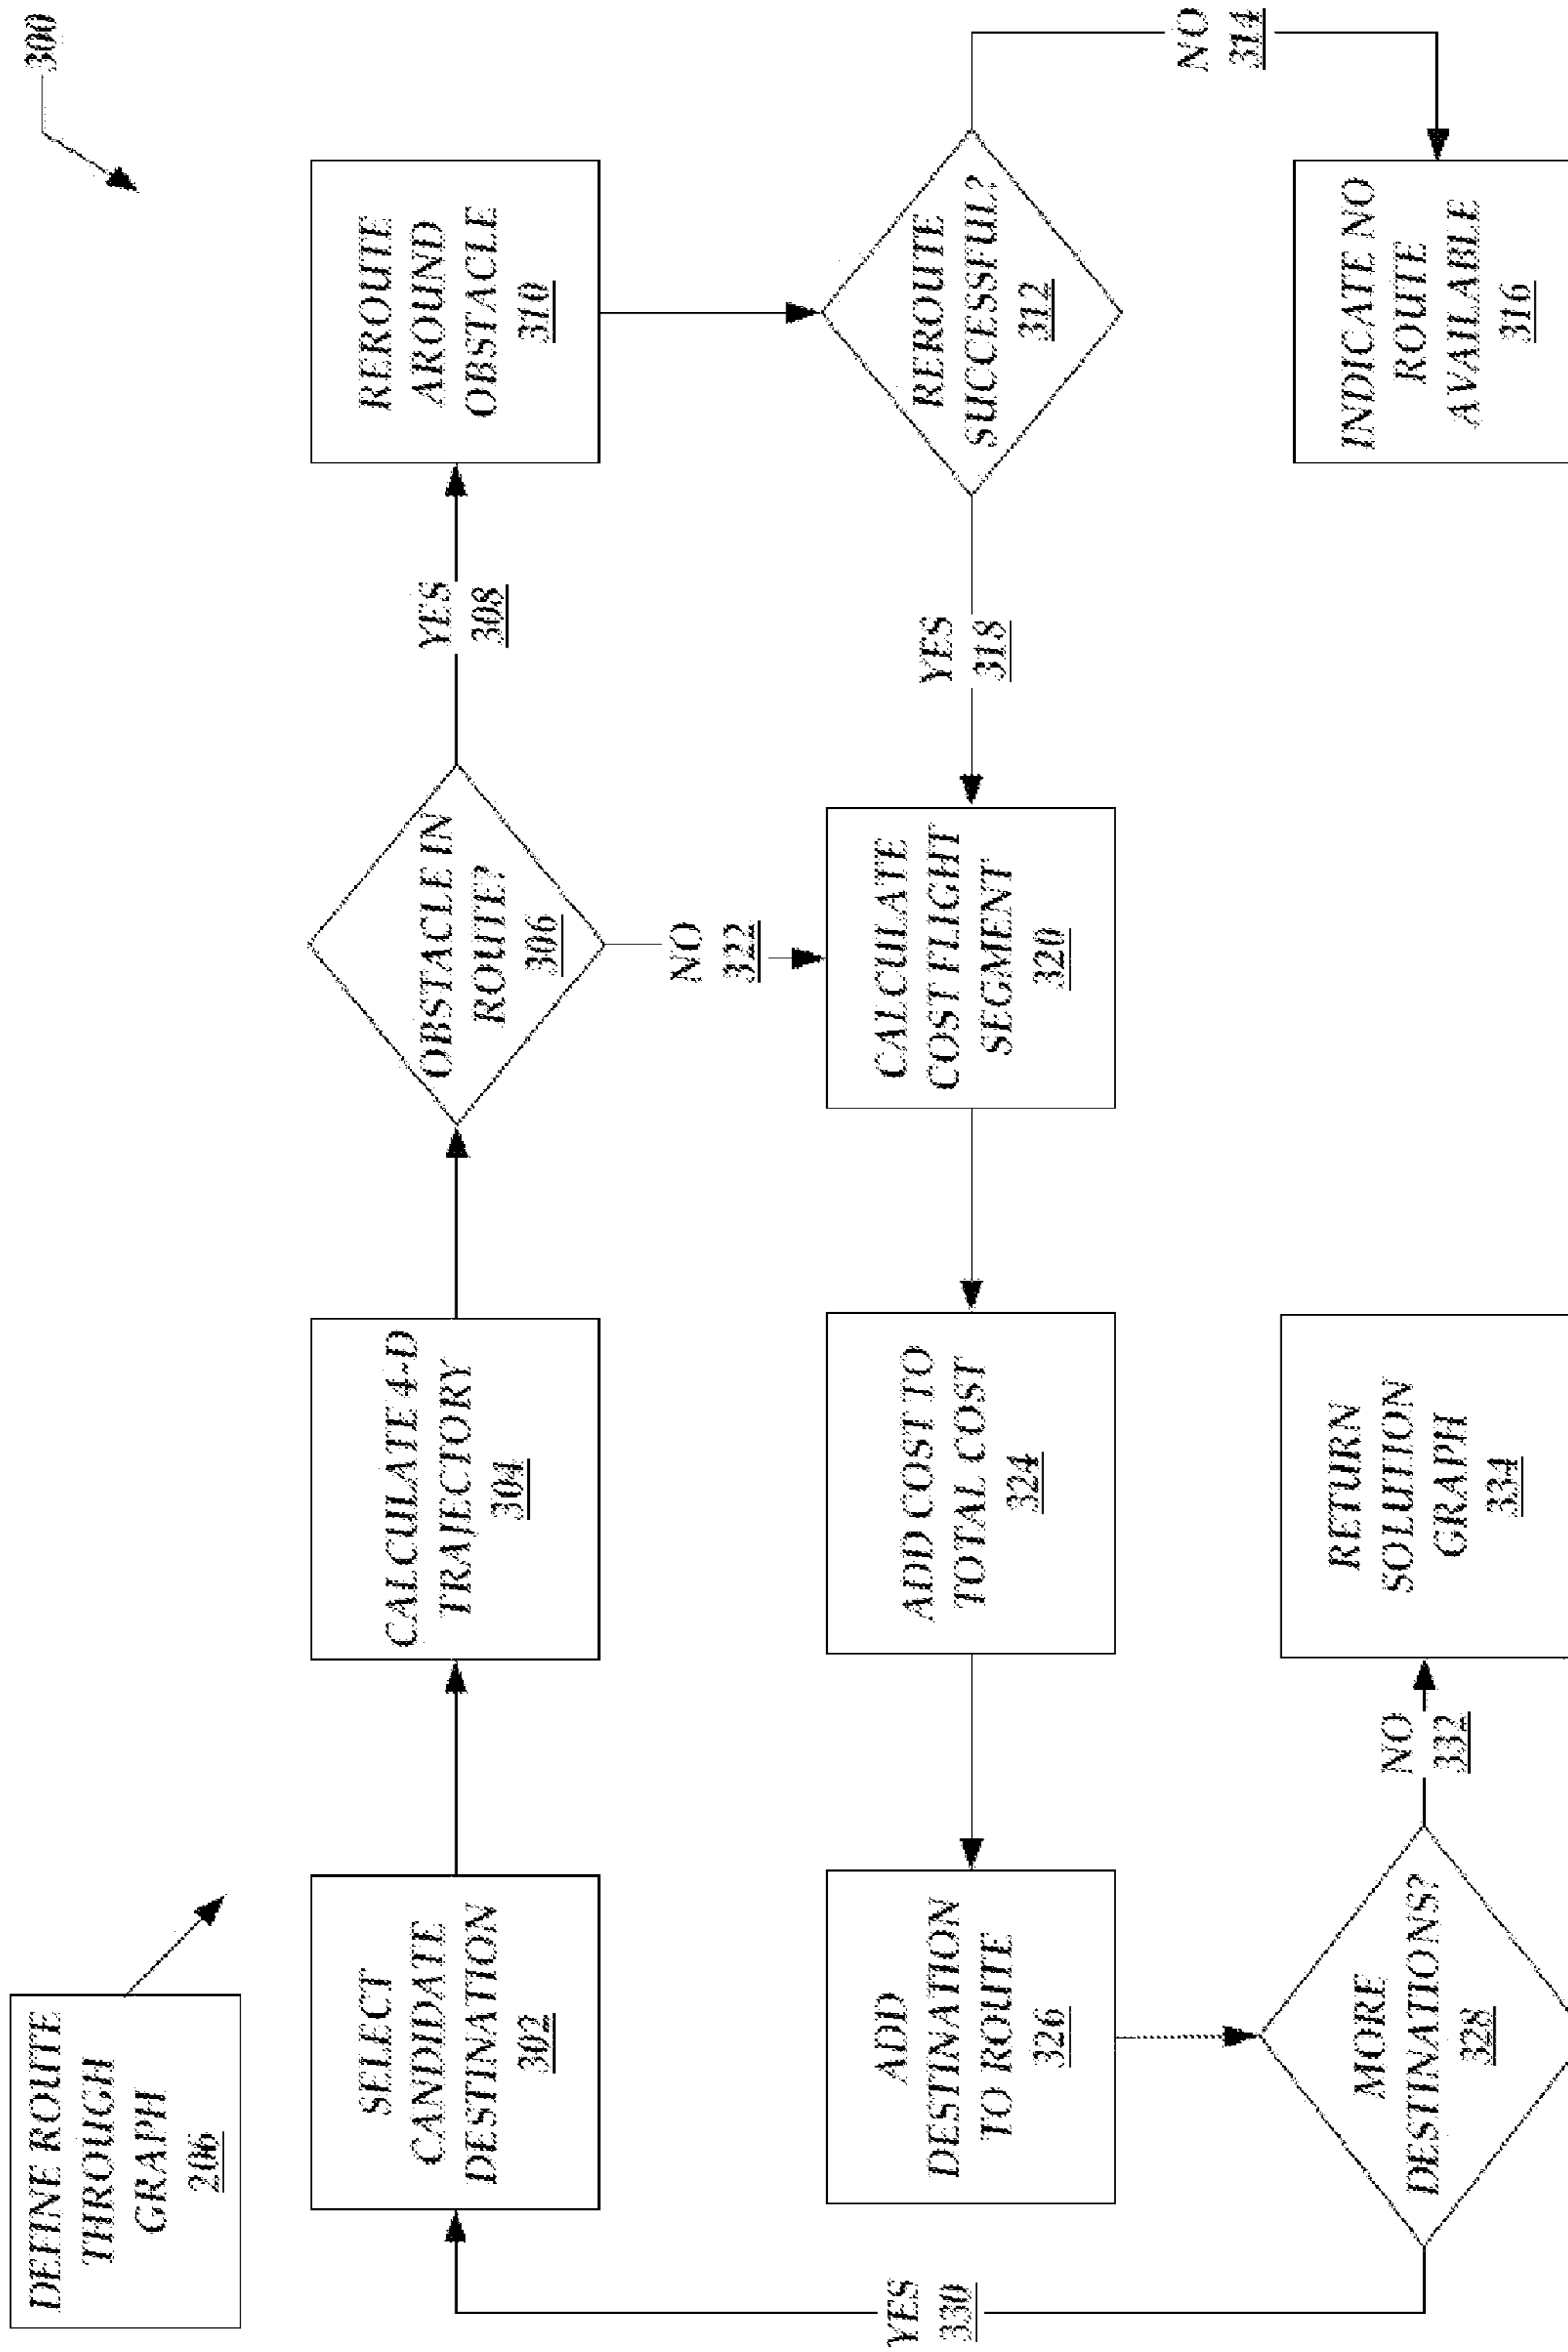 300
DEFINE ROUTE
THROUGH
GRAPH
206
SELECT
CANDIDATE
DESTINATION
302
CALCULATE 4-D
TRAJECTORY
304
OBSTACLE IN
ROUTE?
306
YES
308
REROUTE
AROUND
OBSTACLE
310
NO
322
REROUTE
SUCCESSFUL?
312
NO
314
INDICATE NO
ROUTE
AVAILABLE
316
YES
318
CALCULATE
COST FLIGHT
SEGMENT
320
ADD COST TO
TOTAL COST
324
ADD
DESTINATION
TO ROUTE
326
MORE
DESTINATIONS?
328
YES
330
NO
332
RETURN
SOLUTION
GRAPH
334